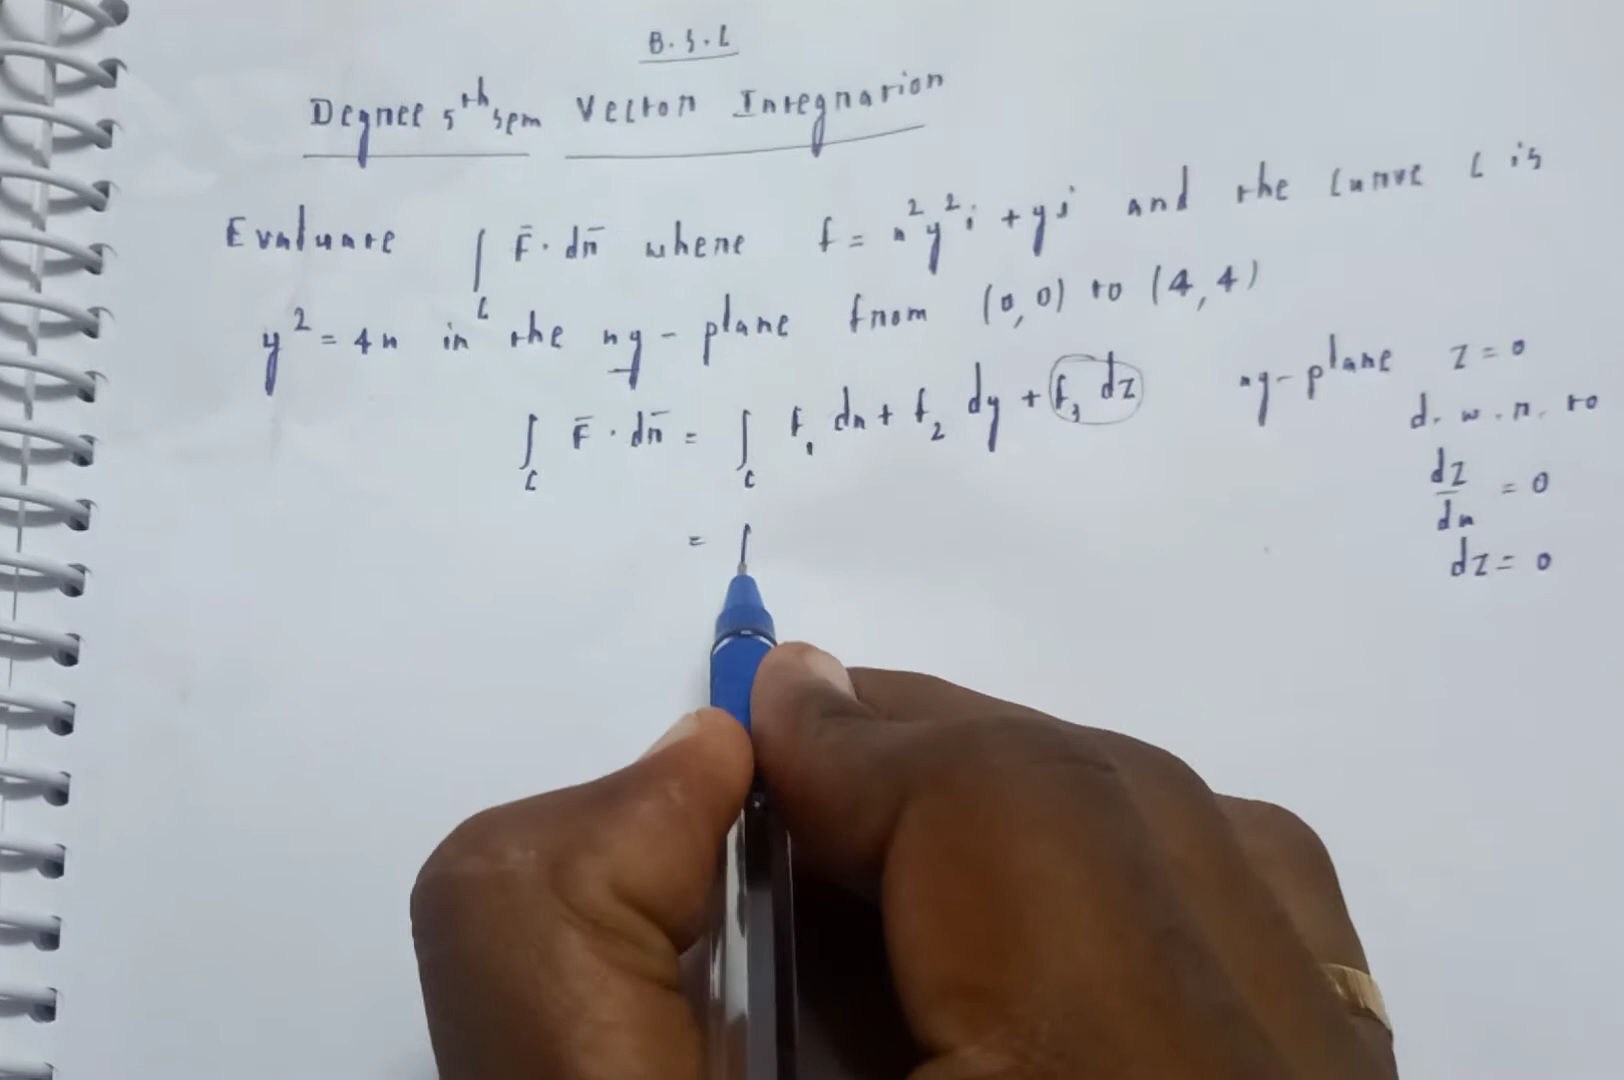 B.S.C
Degree 5th sem Vector Integration
Evaluate ∫_C F̄ · dr̄ where f = x²y²i + yj and the curve C is
y² = 4x in the xy-plane from (0,0) to (4,4)
∫_C F̄ · dr̄ = ∫_C f₁ dx + f₂ dy + f₃ dz xy-plane z = 0
d. w. r. to
dz/dx = 0
= ∫
dz = 0